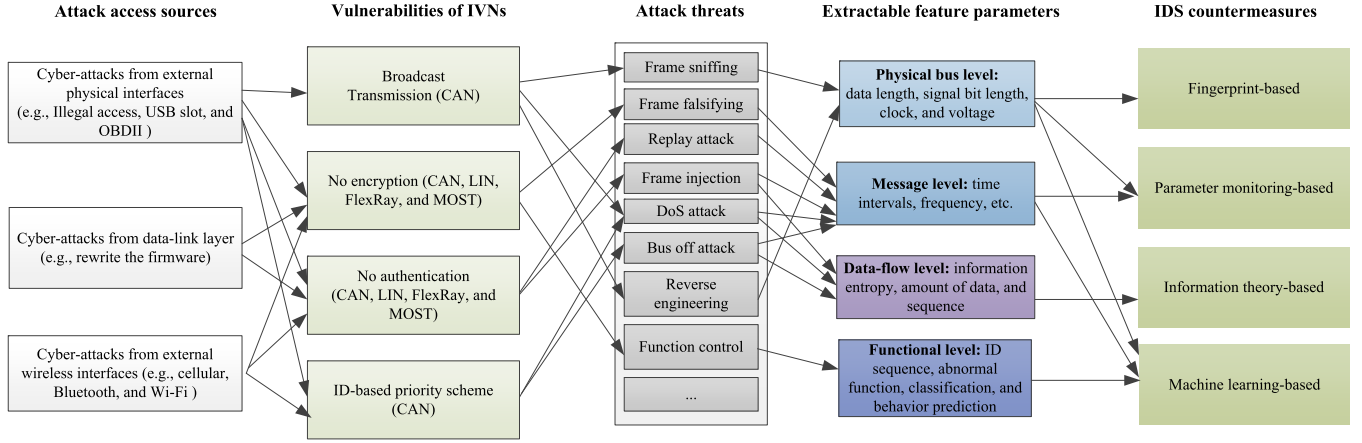 Attack access sources
Vulnerabilities of IVNs
Attack threats
Extractable feature parameters
IDS countermeasures
Cyber-attacks from external
physical interfaces
(e.g., Illegal access, USB slot, and
OBDII )
Cyber-attacks from data-link layer
(e.g., rewrite the firmware)
Cyber-attacks from external
wireless interfaces (e.g., cellular,
Bluetooth, and Wi-Fi )
Broadcast
Transmission (CAN)
No encryption (CAN, LIN,
FlexRay, and MOST)
No authentication
(CAN, LIN, FlexRay, and
MOST)
ID-based priority scheme
(CAN)
Frame sniffing
Frame falsifying
Replay attack
Frame injection
DoS attack
Bus off attack
Reverse
engineering
Function control
...
Physical bus level:
data length, signal bit length,
clock, and voltage
Message level: time
intervals, frequency, etc.
Data-flow level: information
entropy, amount of data, and
sequence
Functional level: ID
sequence, abnormal
function, classification, and
behavior prediction
Fingerprint-based
Parameter monitoring-based
Information theory-based
Machine learning-based